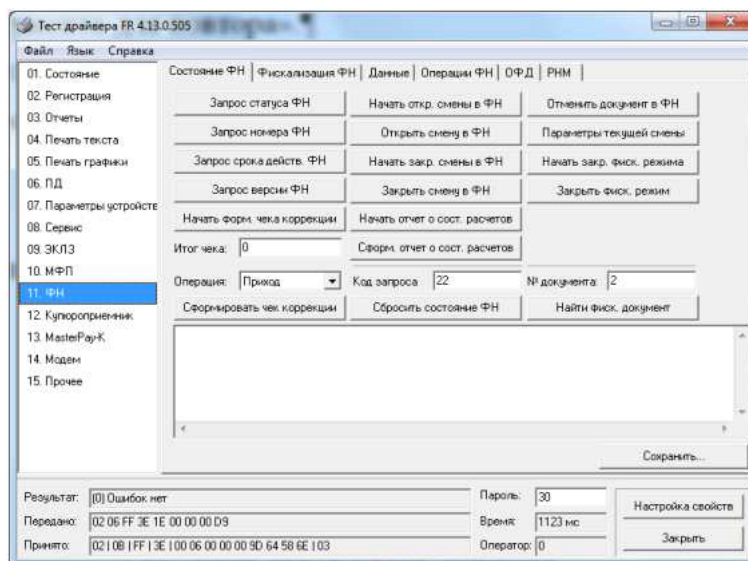 Тест драйвера FR 4.13.0.505
Файл Язык Справка
01. Состояние
02. Регистрация
03. Отчеты
04. Печать текста
05. Печать графики
06. ПД
07. Параметры устройств
08. Сервис
09. ЭКЛЗ
10. МФП
11. ФН
12. Купюроприемник
13. MasterPay-K
14. Модем
15. Прочее
Состояние ФН Фискализация ФН Данные Операции ФН ОФД РНМ
Запрос статуса ФН Начать откр. смены в ФН Отменить документ в ФН
Запрос номера ФН Открыть смену в ФН Параметры текущей смены
Запрос срока действ. ФН Начать закр. смены в ФН Начать закр. фиск. режима
Запрос версии ФН Закрыть смену в ФН Закрыть фиск. режим
Начать форм. чека коррекции Начать отчет о сост. расчетов
Итог чека: 0 Сформ. отчет о сост. расчетов
Операция: Приход Код запроса 22 № документа: 2
Сформировать чек коррекции Сбросить состояние ФН Найти фиск. документ
Сохранить...
Результат: [0] Ошибок нет Пароль: 30 Настройка свойств
Передано: 02 06 FF 3E 1E 00 00 00 D9 Время: 1123 мс
Принято: 02 | 0B | FF | 3E | 00 06 00 00 00 9D 64 58 6E | 03 Оператор: 0 Закрыть